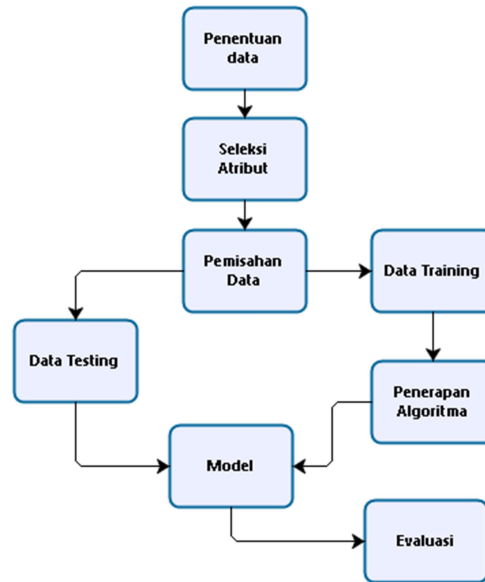 Penentuan
data
Seleksi
Atribut
Pemisahan
Data
Data Training
Data Testing
Penerapan
Algoritma
Model
Evaluasi